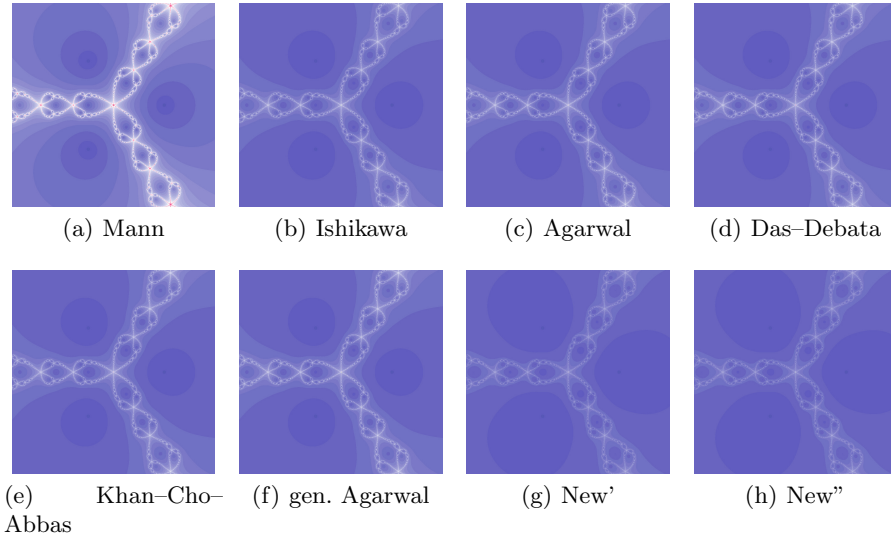 (a) Mann
(b) Ishikawa
(c) Agarwal
(d) Das–Debata
(e) Khan–Cho–
Abbas
(f) gen. Agarwal
(g) New'
(h) New”